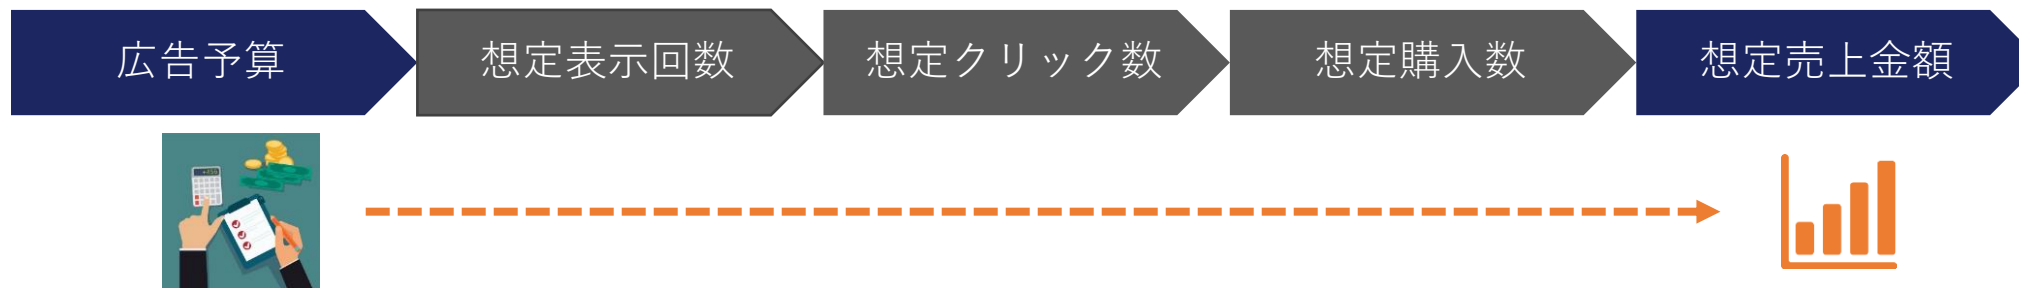 広告予算
想定表示回数
想定クリック数
想定購入数
想定売上金額